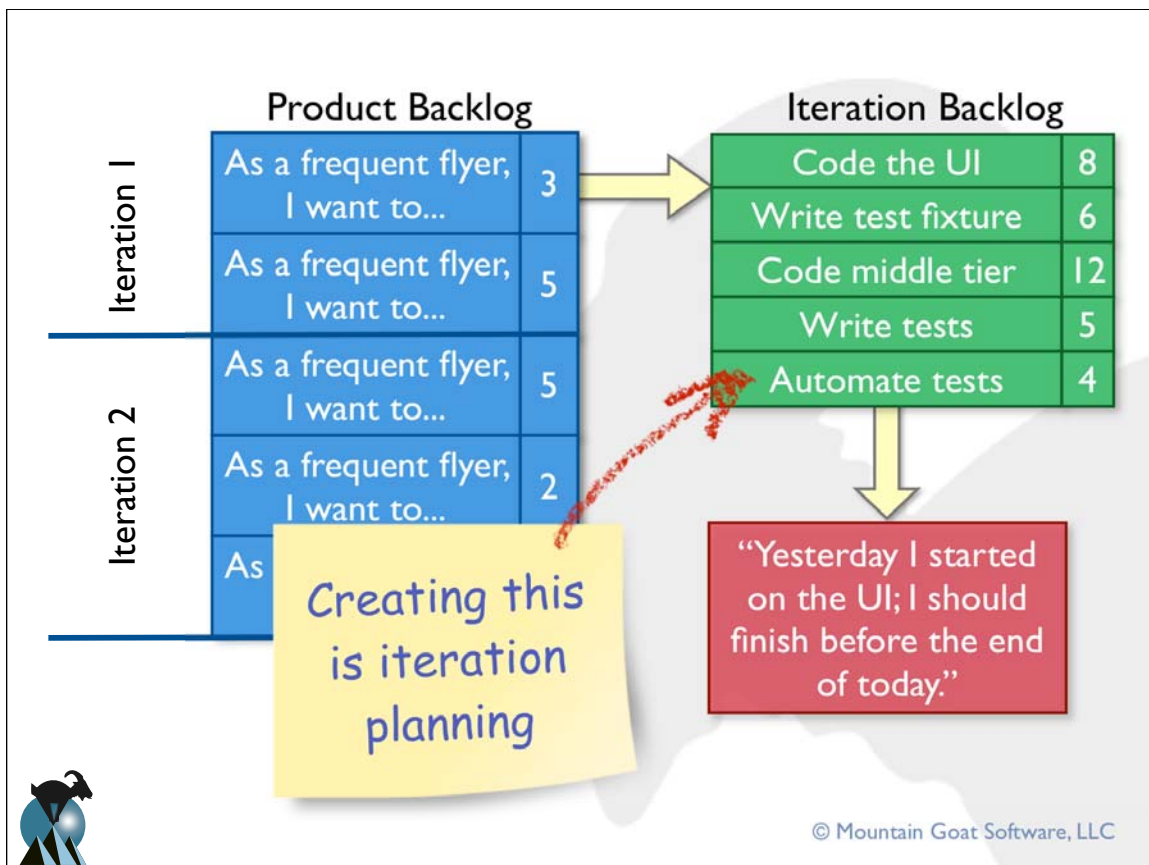 Product Backlog
Iteration 1
As a frequent flyer,
I want to...
3
As a frequent flyer,
I want to...
5
Iteration 2
As a frequent flyer,
I want to...
5
As a frequent flyer,
I want to...
2
As
Creating this
is iteration
planning
Iteration Backlog
Code the UI 8
Write test fixture 6
Code middle tier 12
Write tests 5
Automate tests 4
“Yesterday I started
on the UI; I should
finish before the end
of today.”
© Mountain Goat Software, LLC